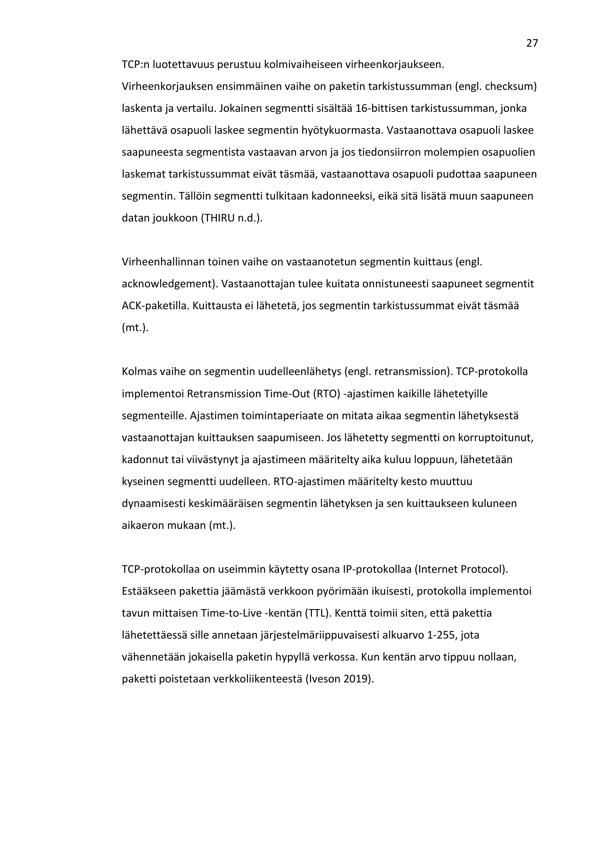 27
TCP:n luotettavuus perustuu kolmivaiheiseen virheenkorjaukseen.
Virheenkorjauksen ensimmäinen vaihe on paketin tarkistussumman (engl. checksum)
laskenta ja vertailu. Jokainen segmentti sisältää 16-bittisen tarkistussumman, jonka
lähettävä osapuoli laskee segmentin hyötykuormasta. Vastaanottava osapuoli laskee
saapuneesta segmentista vastaavan arvon ja jos tiedonsiirron molempien osapuolien
laskemat tarkistussummat eivät täsmää, vastaanottava osapuoli pudottaa saapuneen
segmentin. Tällöin segmentti tulkitaan kadonneeksi, eikä sitä lisätä muun saapuneen
datan joukkoon (THIRU n.d.).
Virheenhallinnan toinen vaihe on vastaanotetun segmentin kuittaus (engl.
acknowledgement). Vastaanottajan tulee kuitata onnistuneesti saapuneet segmentit
ACK-paketilla. Kuittausta ei lähetetä, jos segmentin tarkistussummat eivät täsmää
(mt.).
Kolmas vaihe on segmentin uudelleenlähetys (engl. retransmission). TCP-protokolla
implementoi Retransmission Time-Out (RTO) -ajastimen kaikille lähetetyille
segmenteille. Ajastimen toimintaperiaate on mitata aikaa segmentin lähetyksestä
vastaanottajan kuittauksen saapumiseen. Jos lähetetty segmentti on korruptoitunut,
kadonnut tai viivästynyt ja ajastimeen määritelty aika kuluu loppuun, lähetetään
kyseinen segmentti uudelleen. RTO-ajastimen määritelty kesto muuttuu
dynaamisesti keskimääräisen segmentin lähetyksen ja sen kuittaukseen kuluneen
aikaeron mukaan (mt.).
TCP-protokollaa on useimmin käytetty osana IP-protokollaa (Internet Protocol).
Estääkseen pakettia jäämästä verkkoon pyörimään ikuisesti, protokolla implementoi
tavun mittaisen Time-to-Live -kentän (TTL). Kenttä toimii siten, että pakettia
lähetettäessä sille annetaan järjestelmäriippuvaisesti alkuarvo 1-255, jota
vähennetään jokaisella paketin hypyllä verkossa. Kun kentän arvo tippuu nollaan,
paketti poistetaan verkkoliikenteestä (Iveson 2019).